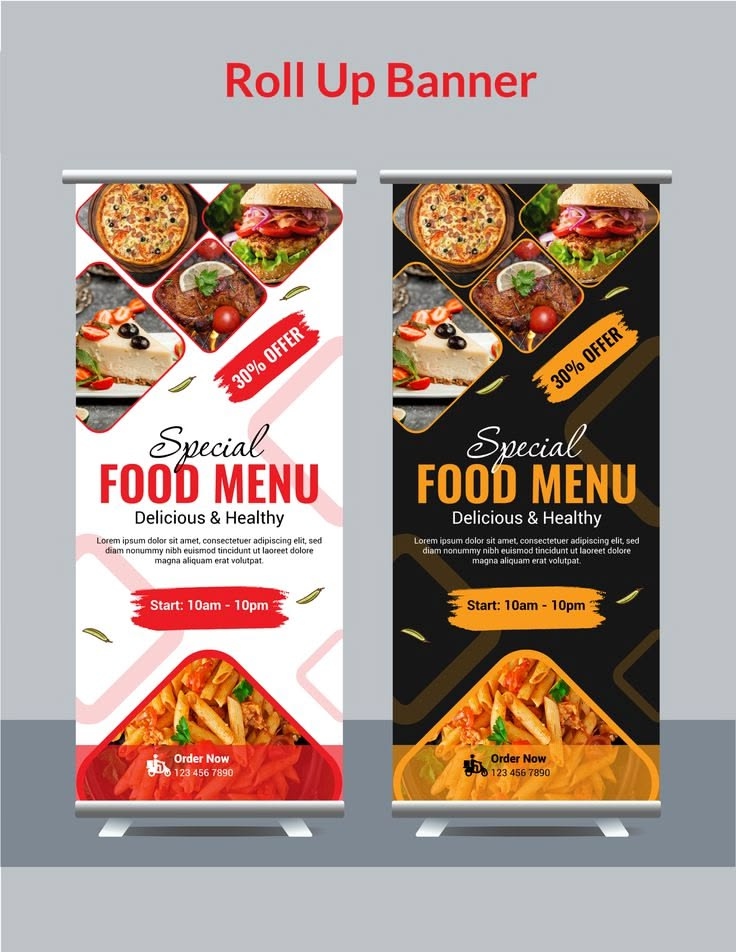 Roll Up Banner
30% OFFER
Special
FOOD MENU
Delicious & Healthy
Lorem ipsum dolor sit amet, consectetuer adipiscing elit, sed
diam nonummy nibh euismod tincidunt ut laoreet dolore
magna aliquam erat volutpat.
Start: 10am - 10pm
Order Now
123 456 7890
30% OFFER
Special
FOOD MENU
Delicious & Healthy
Lorem ipsum dolor sit amet, consectetuer adipiscing elit, sed
diam nonummy nibh euismod tincidunt ut laoreet dolore
magna aliquam erat volutpat.
Start: 10am - 10pm
Order Now
123 456 7890